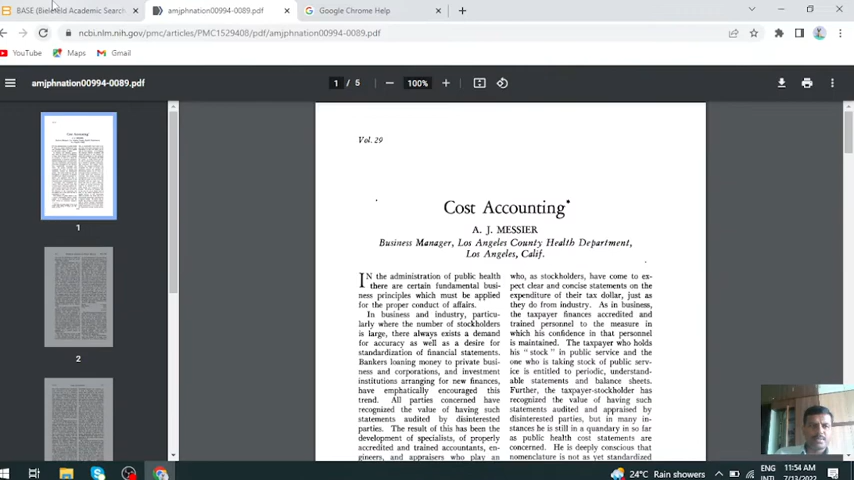 BASE (Bielefeld Academic Search
amjphnation00994-0089.pdf
Google Chrome Help
ncbi.nlm.nih.gov/pmc/articles/PMC1529408/pdf/amjphnation00994-0089.pdf
YouTube
Maps
Gmail
amjphnation00994-0089.pdf
1 / 5
100%
1
2
Vol. 29
Cost Accounting*
A. J. MESSIER
Business Manager, Los Angeles County Health Department,
Los Angeles, Calif.
IN the administration of public health
there are certain fundamental busi-
ness principles which must be applied
for the proper conduct of affairs.
In business and industry, particu-
larly where the number of stockholders
is large, there always exists a demand
for accuracy as well as a desire for
standardization of financial statements.
Bankers loaning money to private busi-
ness and corporations, and investment
institutions arranging for new finances,
have emphatically encouraged this
trend. All parties concerned have
recognized the value of having such
statements audited by disinterested
parties. The result of this has been the
development of specialists, of properly
accredited and trained accountants, en-
gineers, and appraisers who play an
who, as stockholders, have come to ex-
pect clear and concise statements on the
expenditure of their tax dollar, just as
they do from industry. As in business,
the taxpayer finances accredited and
trained personnel to the measure in
which his confidence in that personnel
is maintained. The taxpayer who holds
his "stock" in public service and the
one who is taking stock of public serv-
ice is entitled to periodic, understand-
able statements and balance sheets.
Further, the taxpayer-stockholder has
recognized the value of having such
statements audited and appraised by
disinterested parties, but in many in-
stances he is still in a quandary in so far
as public health cost statements are
concerned. He is deeply conscious that
nomenclature is not as yet standardized
24°C Rain showers
ENG
INTL
11:54 AM
7/13/2022